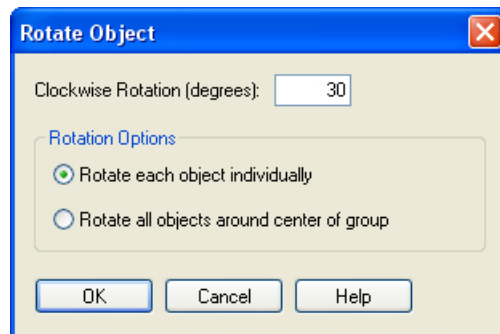 Rotate Object
Clockwise Rotation (degrees): 30
Rotation Options
Rotate each object individually
Rotate all objects around center of group
OK Cancel Help